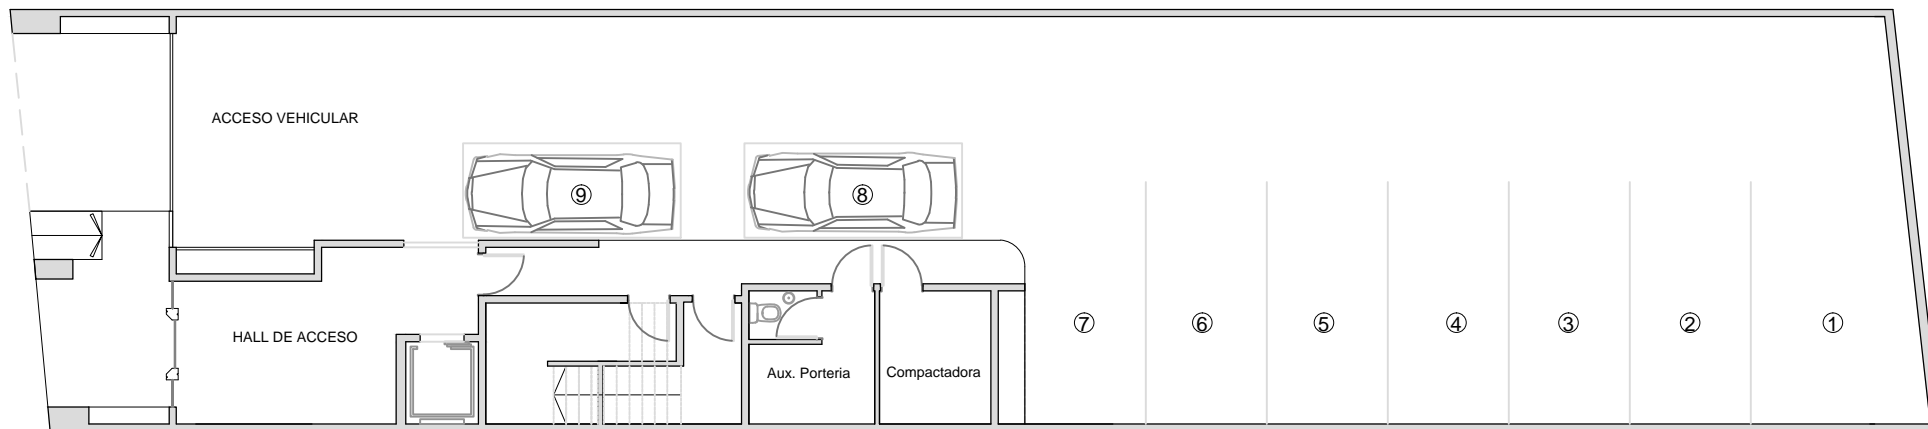 ACCESO VEHICULAR
9
8
7
6
5
4
3
2
1
HALL DE ACCESO
Aux. Porteria
Compactadora